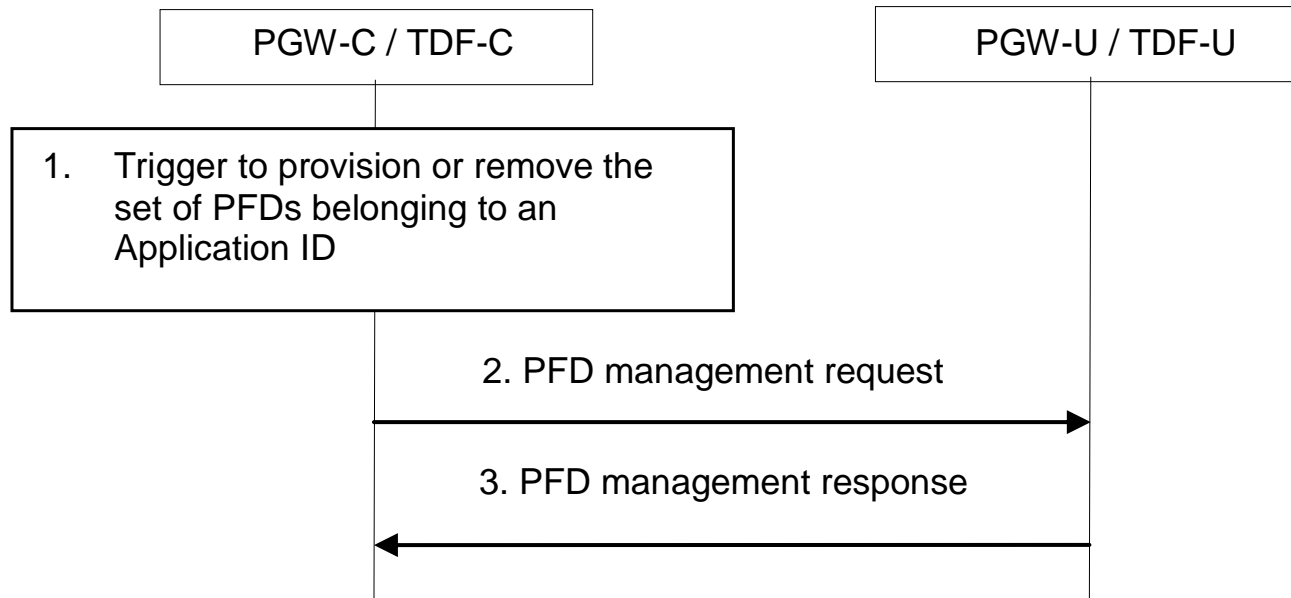 PGW-C / TDF-C
PGW-U / TDF-U
1. Trigger to provision or remove the
set of PFDs belonging to an
Application ID
2. PFD management request
3. PFD management response